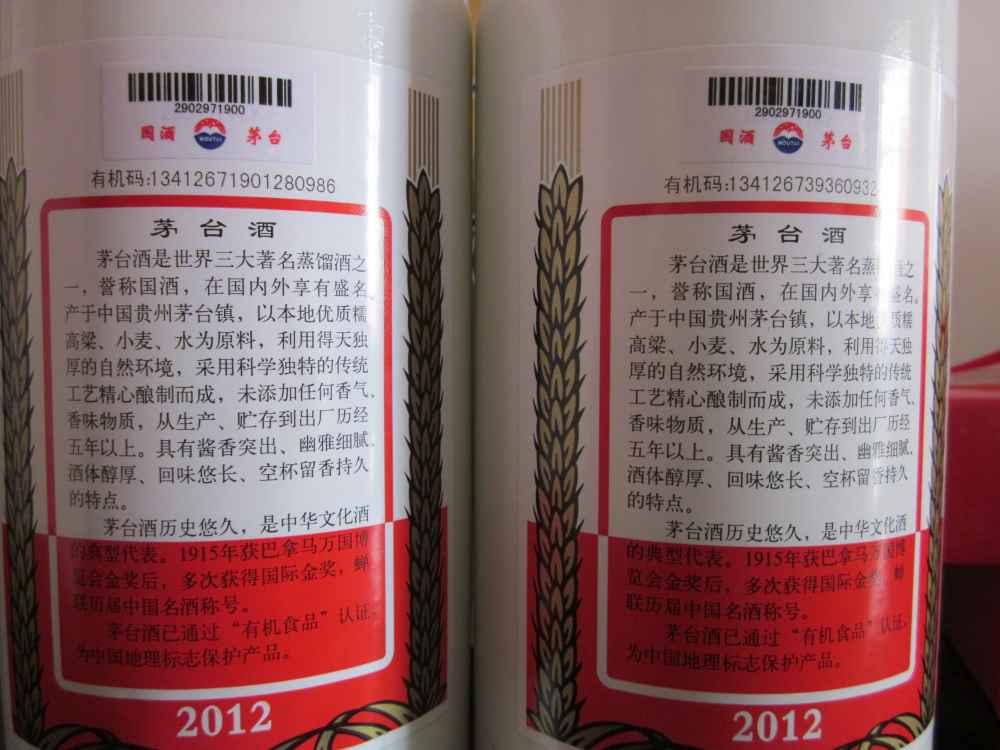 2902971900
国酒
MOUTAI
茅台
有机码:13412671901280986
茅台酒
茅台酒是世界三大著名蒸馏酒之
一，誉称国酒，在国内外享有盛名。
产于中国贵州茅台镇，以本地优质糯
高粱、小麦、水为原料，利用得天独
厚的自然环境，采用科学独特的传统
工艺精心酿制而成，未添加任何香气、
香味物质，从生产、贮存到出厂历经
五年以上。具有酱香突出、幽雅细腻、
酒体醇厚、回味悠长、空杯留香持久
的特点。
茅台酒历史悠久，是中华文化酒
的典型代表。1915年获巴拿马万国博
览会金奖后，多次获得国际金奖，蝉
联历届中国名酒称号。
茅台酒已通过“有机食品”认证，
为中国地理标志保护产品。
2012
2902971900
国酒
MOUTAI
茅台
有机码:1341267393609324
茅台酒
茅台酒是世界三大著名蒸馏酒之
一，誉称国酒，在国内外享有盛名。
产于中国贵州茅台镇，以本地优质糯
高粱、小麦、水为原料，利用得天独
厚的自然环境，采用科学独特的传统
工艺精心酿制而成，未添加任何香气、
香味物质，从生产、贮存到出厂历经
五年以上。具有酱香突出、幽雅细腻、
酒体醇厚、回味悠长、空杯留香持久
的特点。
茅台酒历史悠久，是中华文化酒
的典型代表。1915年获巴拿马万国博
览会金奖后，多次获得国际金奖，蝉
联历届中国名酒称号。
茅台酒已通过“有机食品”认证，
为中国地理标志保护产品。
2012